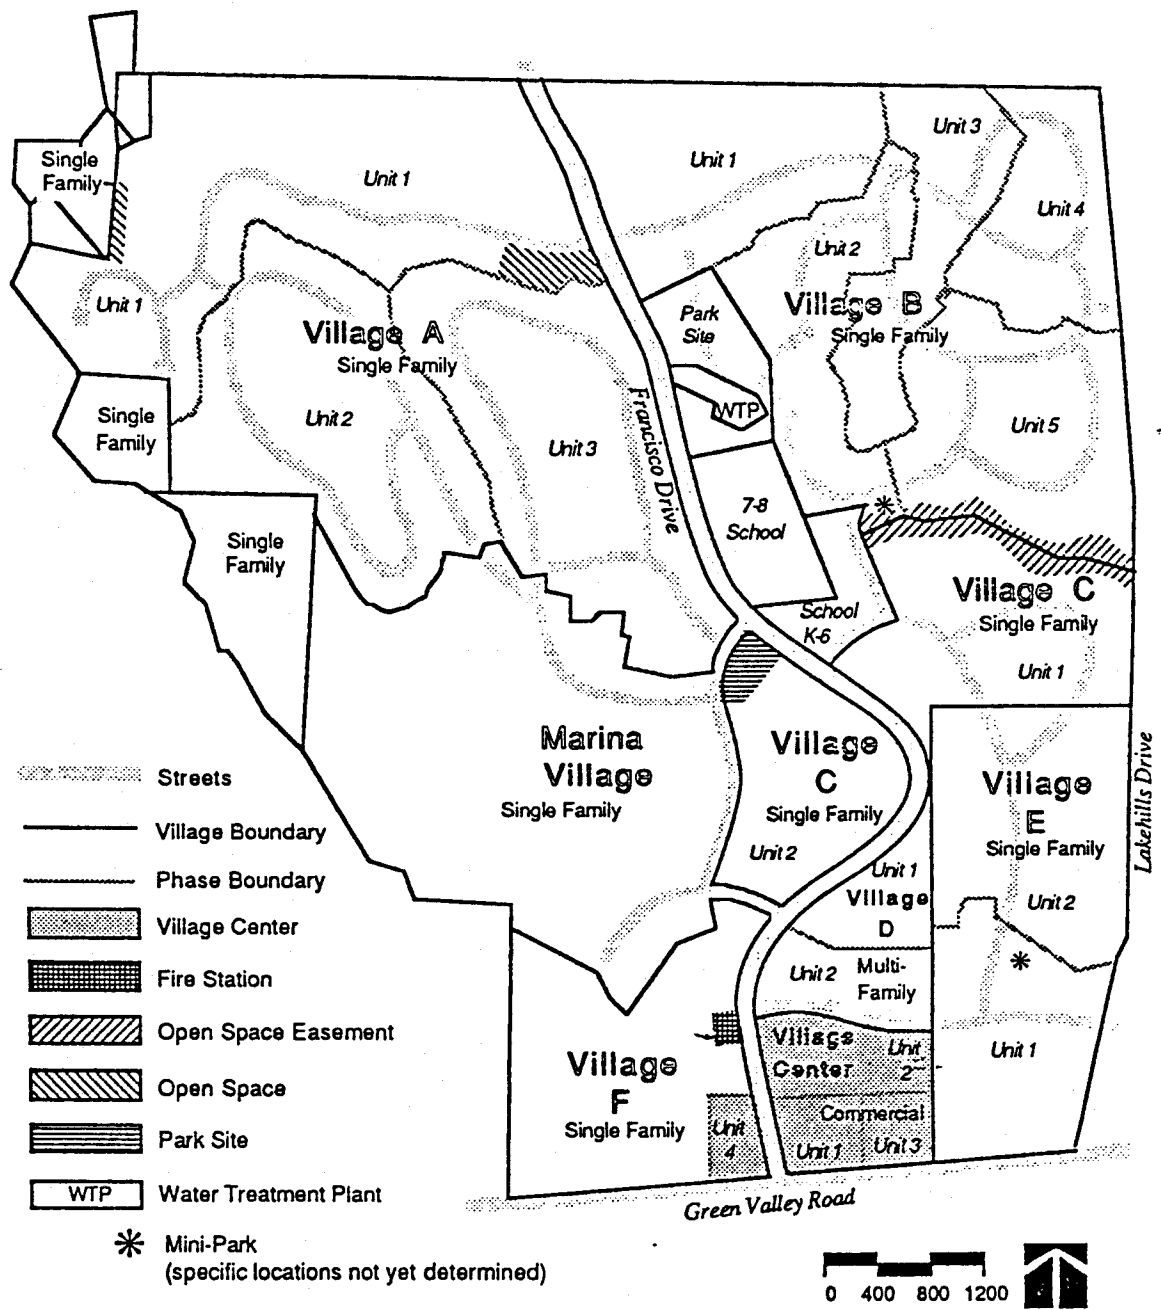 Single
Family
Unit 1
Unit 1
Unit 3
Unit 4
Unit 2
Unit 1
Village A
Single Family
Park
Site
Village B
Single Family
Single
Family
Unit 2
Unit 3
WTP
Unit 5
Francisco Drive
7-8
School
Single
Family
School
K-6
Village C
Single Family
Unit 1
Marina
Village
Single Family
Village
C
Single Family
Unit 2
Village
E
Single Family
Unit 2
Lakehills Drive
Unit 1
Village
D
Unit 2
Multi-
Family
Village
Center
Unit
2
Unit 1
Village
F
Single Family
Commercial
Unit
4
Unit 1
Unit 3
Green Valley Road
Streets
Village Boundary
Phase Boundary
Village Center
Fire Station
Open Space Easement
Open Space
Park Site
WTP
Water Treatment Plant
Mini-Park
(specific locations not yet determined)
0 400 800 1200